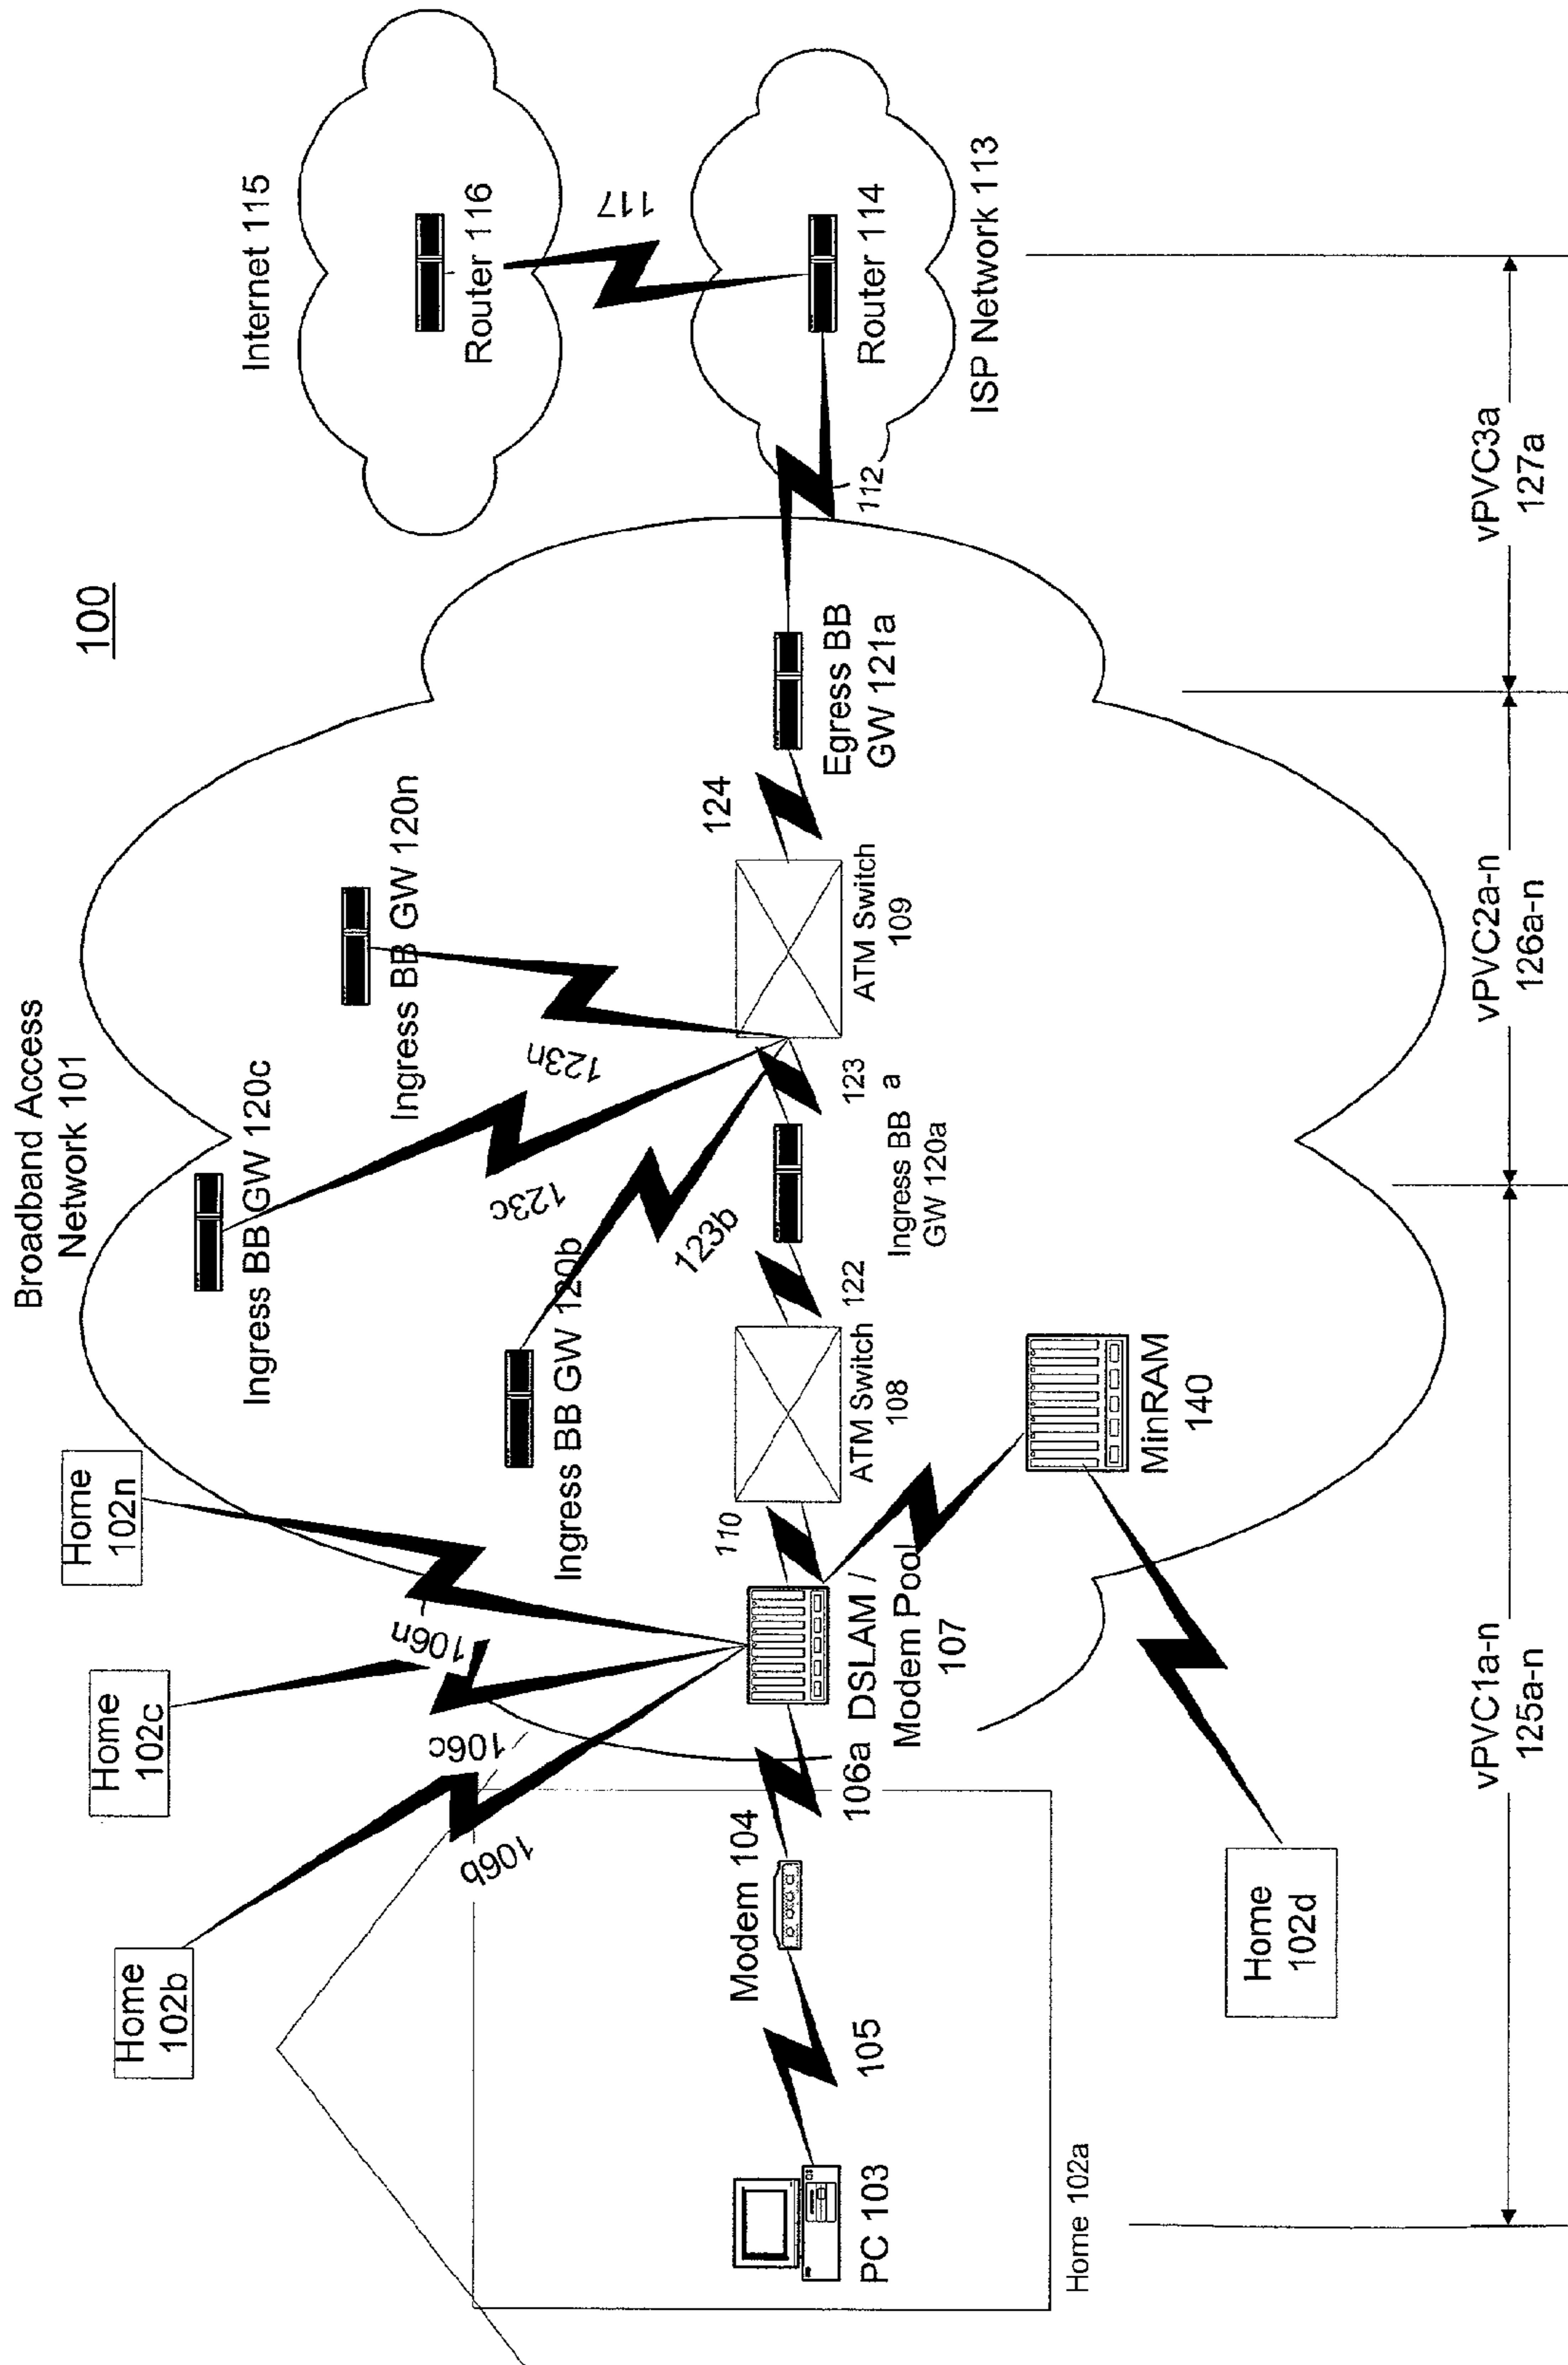 100
Broadband Access
Network 101
Internet 115
Router 116
117
Router 114
ISP Network 113
112
Home
102n
Home
102c
Home
102b
106n
106c
106b
Ingress BB GW 120c
Ingress BB GW 120n
Ingress BB GW 120b
123n
123c
123b
PC 103
105
Modem 104
106a
DSLAM /
Modem Pool
107
110
ATM Switch
108
122
Ingress BB
GW 120a
123
a
ATM Switch
109
124
Egress BB
GW 121a
MinRAM
140
Home
102d
Home 102a
vPVC1a-n
125a-n
vPVC2a-n
126a-n
vPVC3a
127a